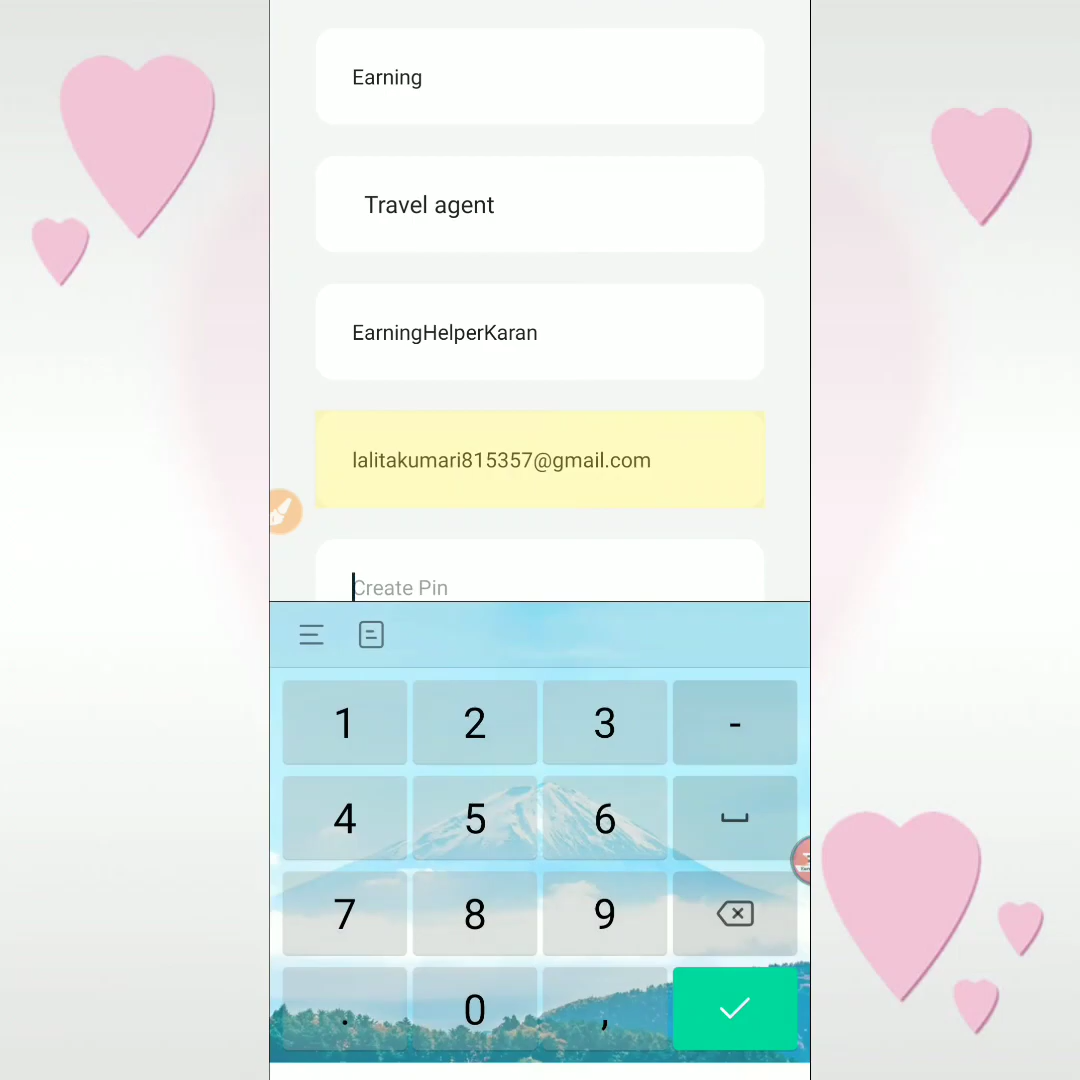 Earning
Travel agent
EarningHelperKaran
lalitakumari815357@gmail.com
Create Pin
1 2 3 -
4 5 6
7 8 9
. 0 ,